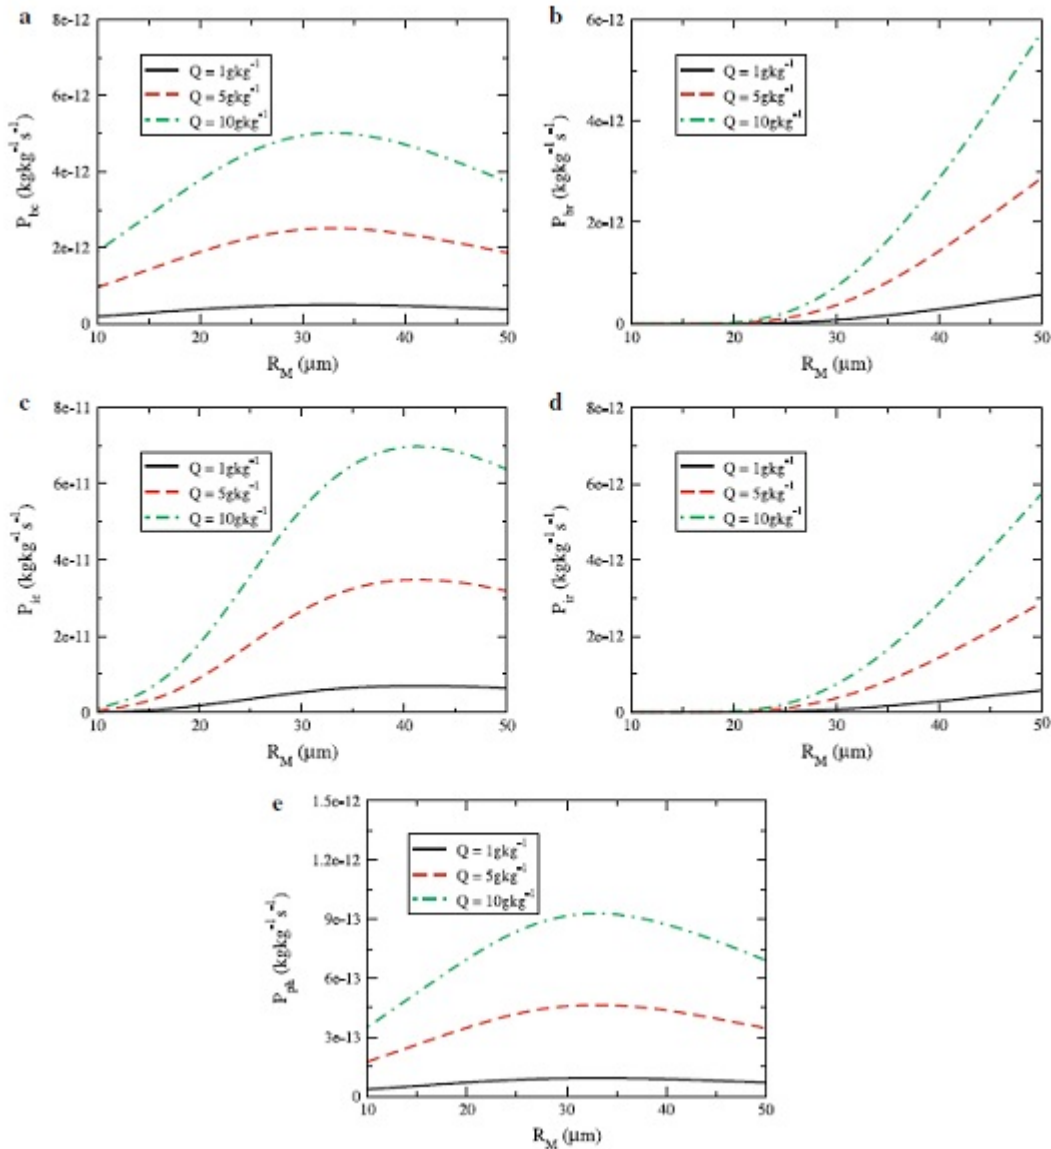 a
8e-12
6e-12
4e-12
2e-12
0
P_bc (kgkg⁻¹s⁻¹)
Q = 1gkg⁻¹
Q = 5gkg⁻¹
Q = 10gkg⁻¹
10 20 30 40 50
R_M (μm)
b
6e-12
4e-12
2e-12
0
P_br (kgkg⁻¹s⁻¹)
Q = 1gkg⁻¹
Q = 5gkg⁻¹
Q = 10gkg⁻¹
10 20 30 40 50
R_M (μm)
c
8e-11
6e-11
4e-11
2e-11
0
P_ic (kgkg⁻¹s⁻¹)
Q = 1gkg⁻¹
Q = 5gkg⁻¹
Q = 10gkg⁻¹
10 20 30 40 50
R_M (μm)
d
8e-12
6e-12
4e-12
2e-12
0
P_ir (kgkg⁻¹s⁻¹)
Q = 1gkg⁻¹
Q = 5gkg⁻¹
Q = 10gkg⁻¹
10 20 30 40 50
R_M (μm)
e
1.5e-12
1.2e-12
9e-13
6e-13
3e-13
0
P_ph (kgkg⁻¹s⁻¹)
Q = 1gkg⁻¹
Q = 5gkg⁻¹
Q = 10gkg⁻¹
10 20 30 40 50
R_M (μm)